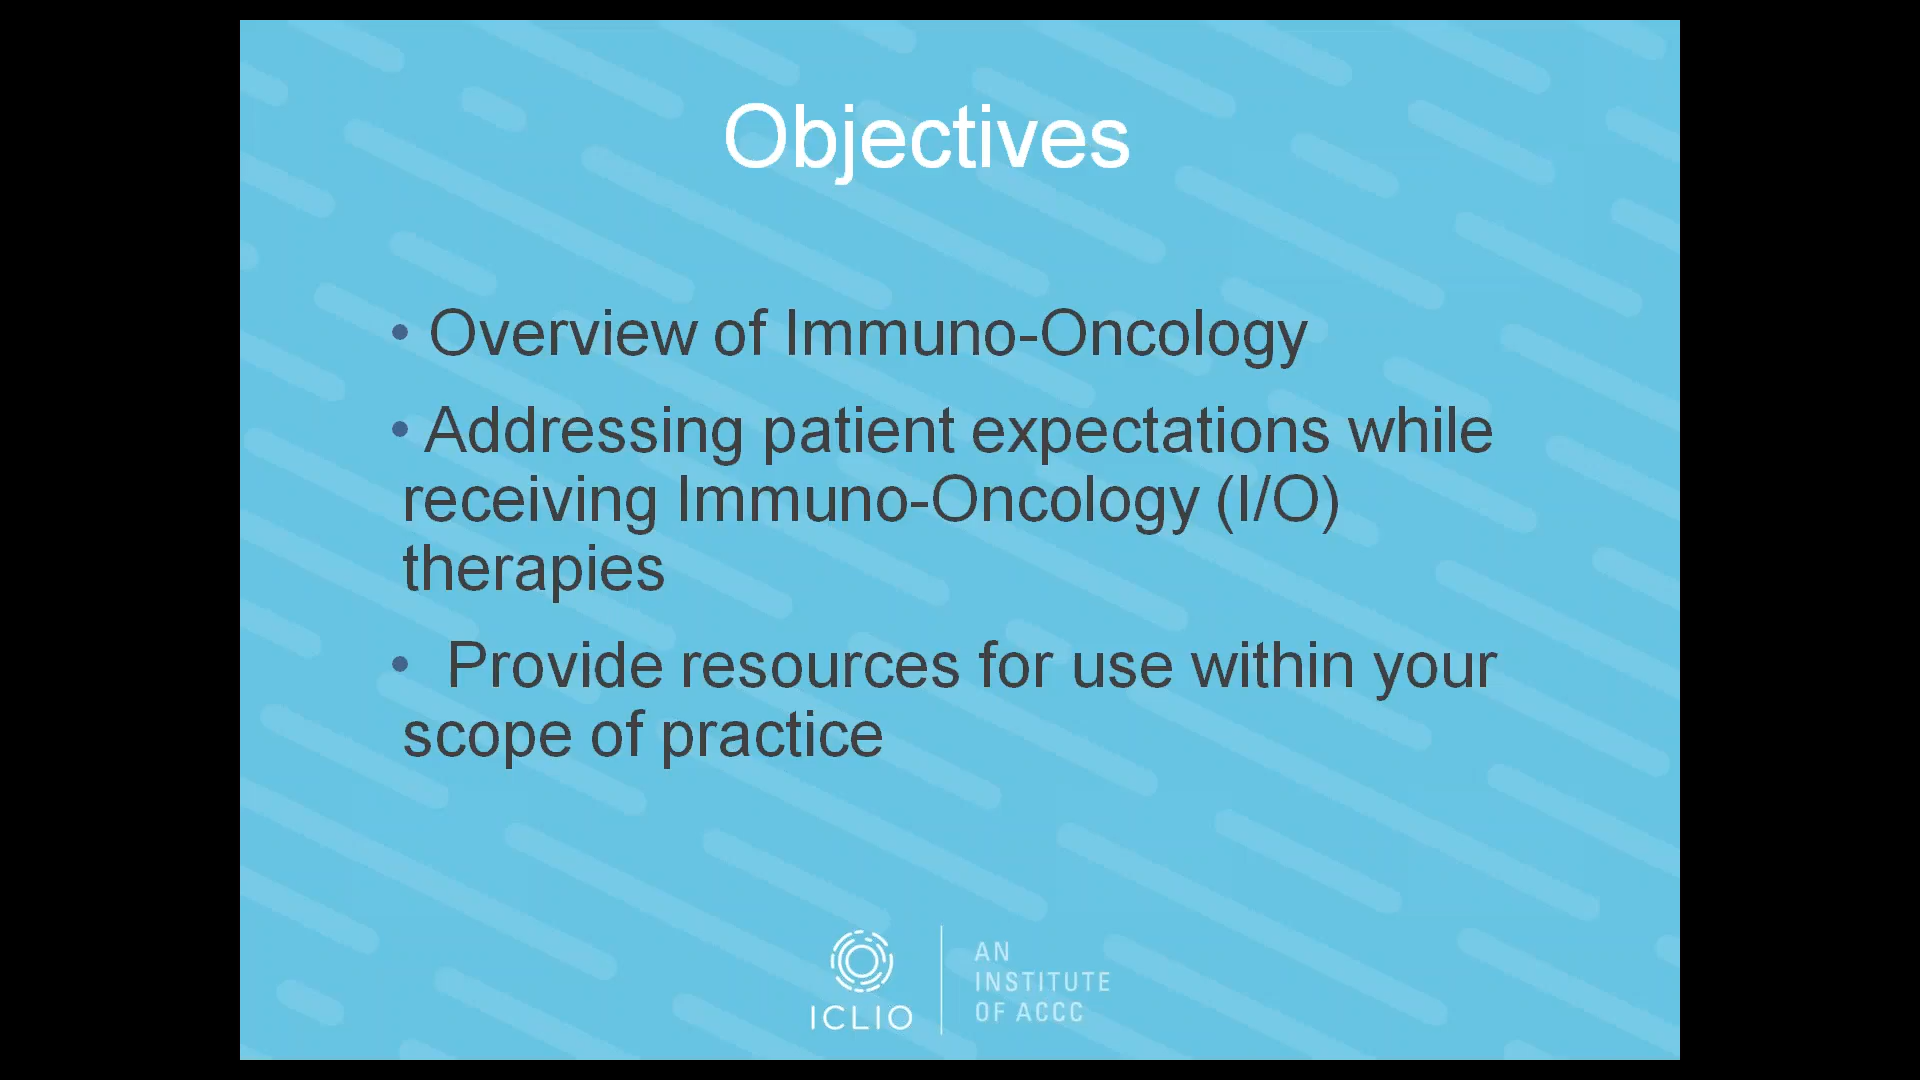 Objectives
• Overview of Immuno-Oncology
• Addressing patient expectations while
receiving Immuno-Oncology (I/O)
therapies
• Provide resources for use within your
scope of practice
ICLIO
AN
INSTITUTE
OF ACCC